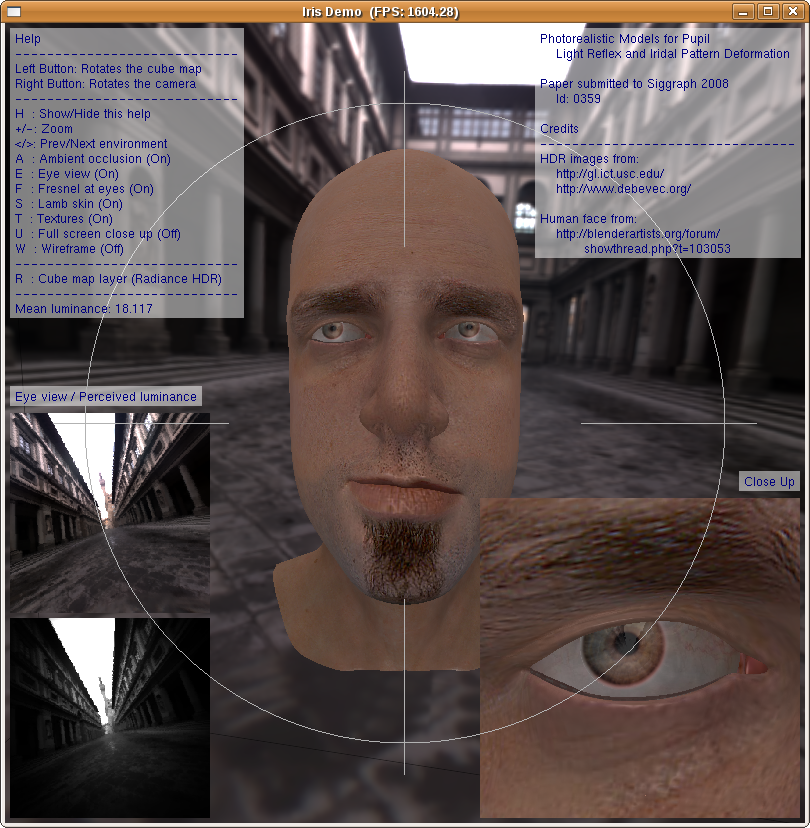 Iris Demo (FPS: 1604.28)
Help
Left Button: Rotates the cube map
Right Button: Rotates the camera
H : Show/Hide this help
+/-: Zoom
</>: Prev/Next environment
A : Ambient occlusion (On)
E : Eye view (On)
F : Fresnel at eyes (On)
S : Lamb skin (On)
T : Textures (On)
U : Full screen close up (Off)
W : Wireframe (Off)
R : Cube map layer (Radiance HDR)
Mean luminance: 18.117
Photorealistic Models for Pupil
Light Reflex and Iridal Pattern Deformation
Paper submitted to Siggraph 2008
Id: 0359
Credits
HDR images from:
http://gl.ict.usc.edu/
http://www.debevec.org/
Human face from:
http://blenderartists.org/forum/
showthread.php?t=103053
Eye view / Perceived luminance
Close Up